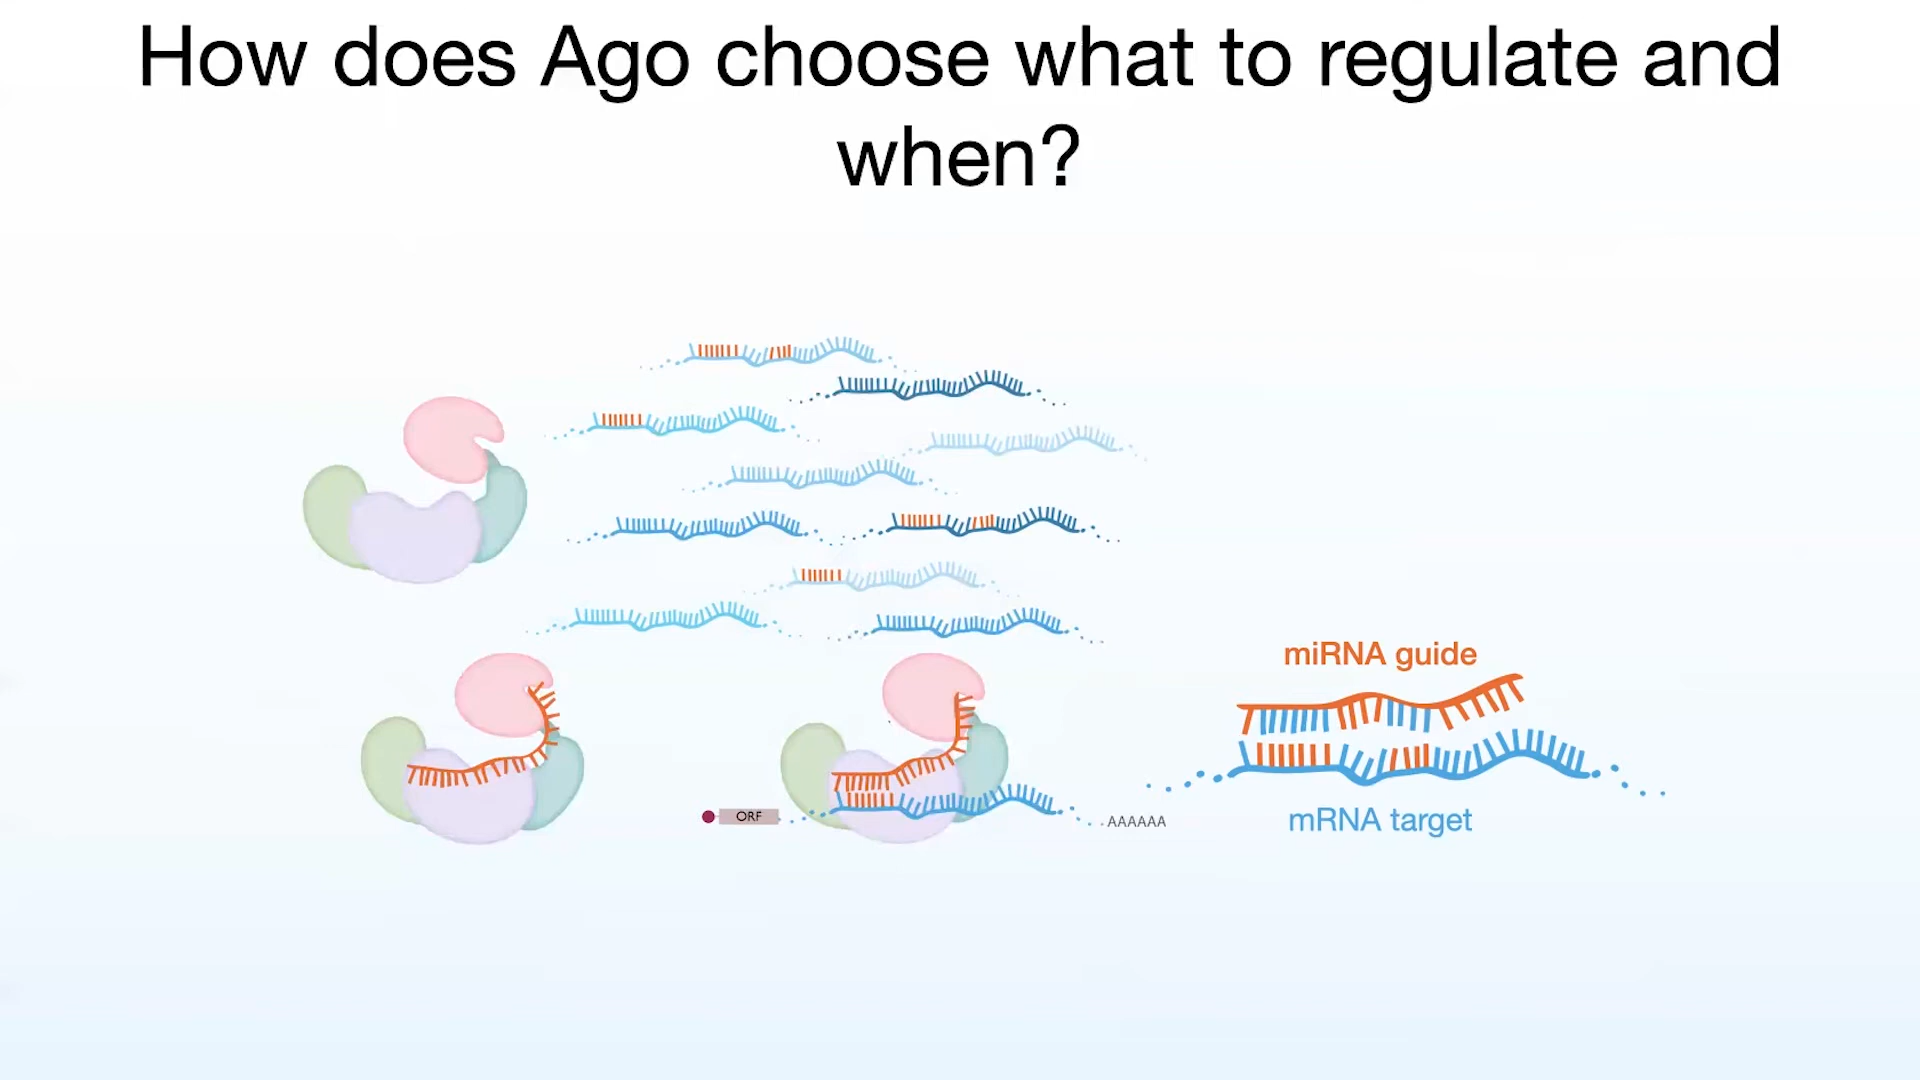 How does Ago choose what to regulate and
when?
miRNA guide
ORF
AAAAAA
mRNA target